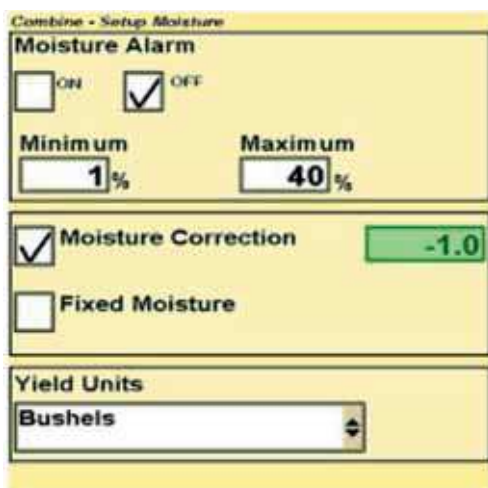 Combine - Setup Moisture
Moisture Alarm
ON OFF
Minimum Maximum
1 % 40 %
Moisture Correction -1.0
Fixed Moisture
Yield Units
Bushels